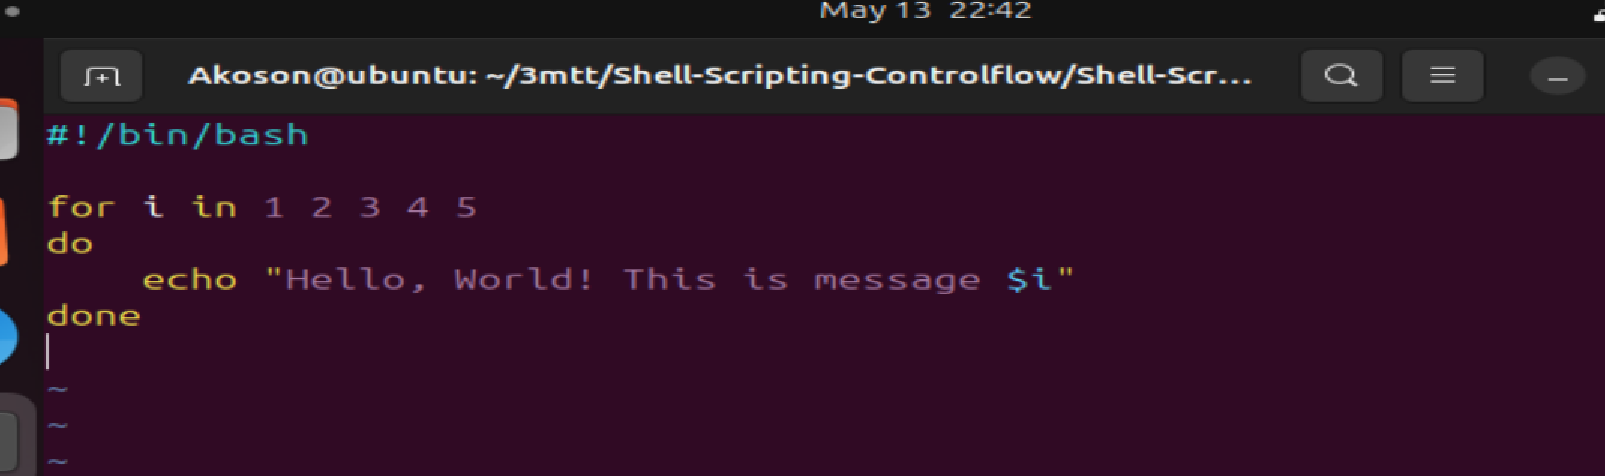 May 13 22:42
Akoson@ubuntu: ~/3mtt/Shell-Scripting-Controlflow/Shell-Scr...
#!/bin/bash
for i in 1 2 3 4 5
do
    echo "Hello, World! This is message $i"
done
~
~
~